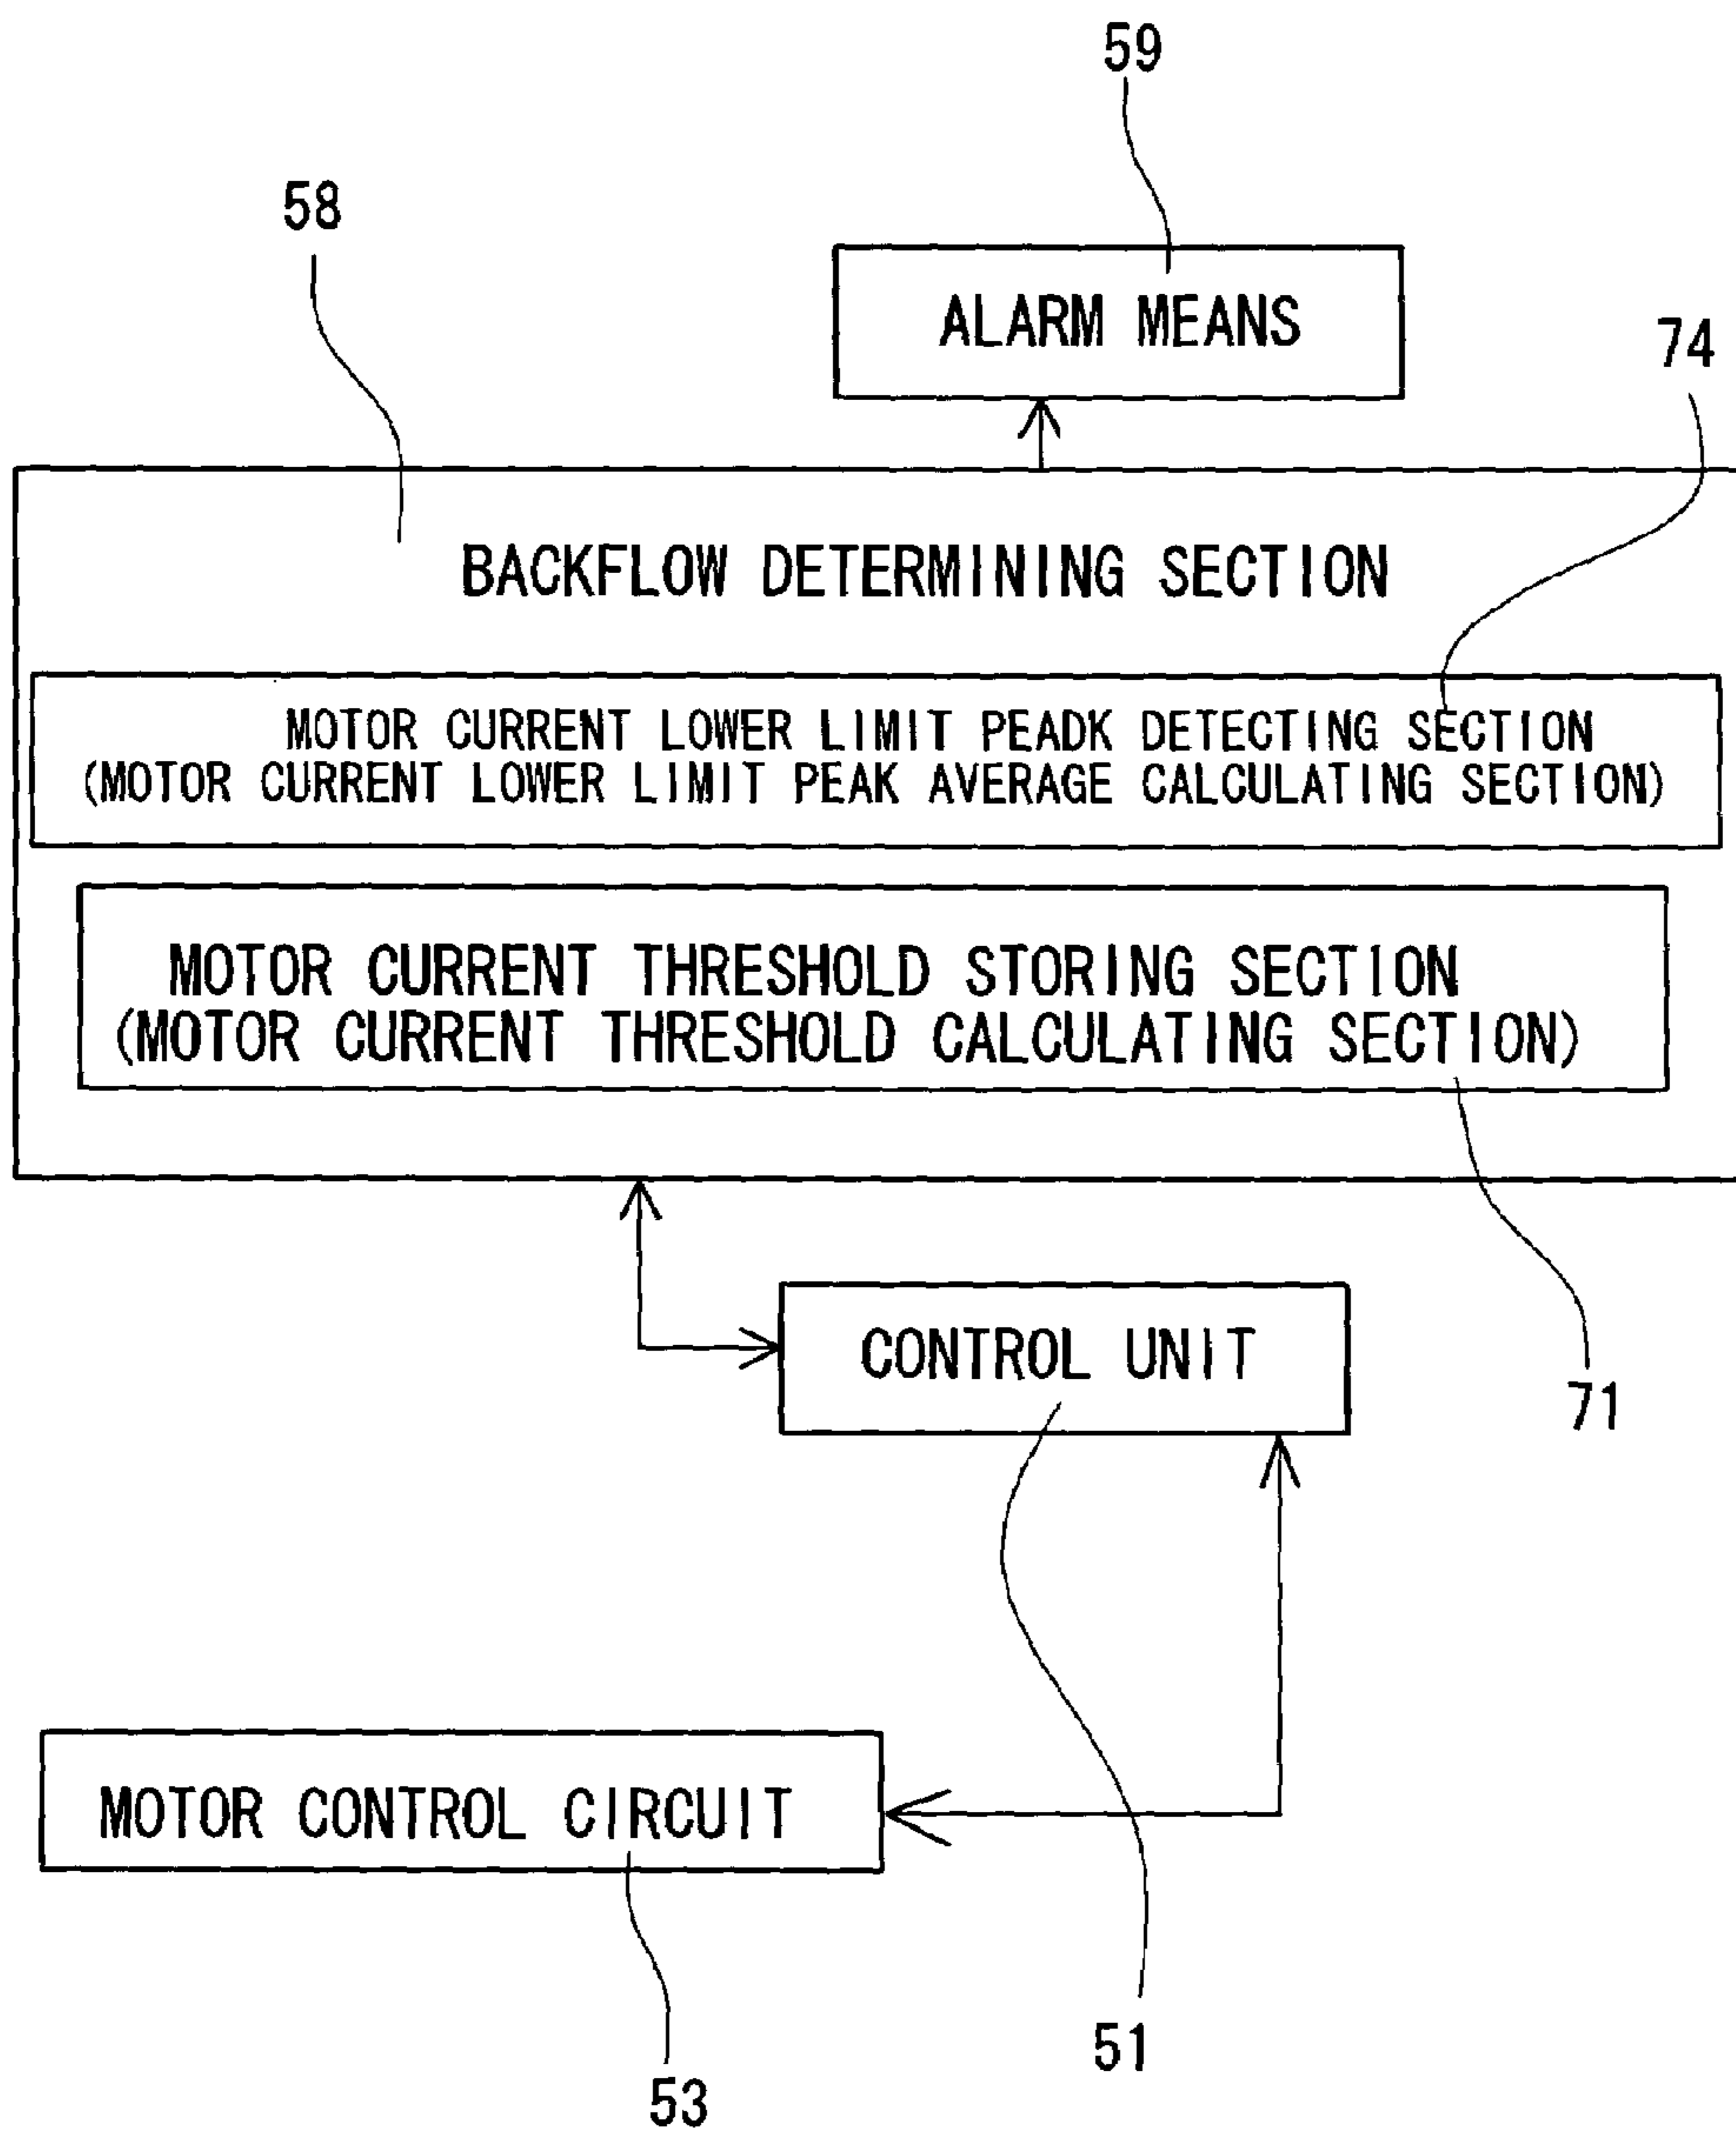 59
58
ALARM MEANS
74
BACKFLOW DETERMINING SECTION
MOTOR CURRENT LOWER LIMIT PEADK DETECTING SECTION
(MOTOR CURRENT LOWER LIMIT PEAK AVERAGE CALCULATING SECTION)
MOTOR CURRENT THRESHOLD STORING SECTION
(MOTOR CURRENT THRESHOLD CALCULATING SECTION)
CONTROL UNIT
71
MOTOR CONTROL CIRCUIT
51
53